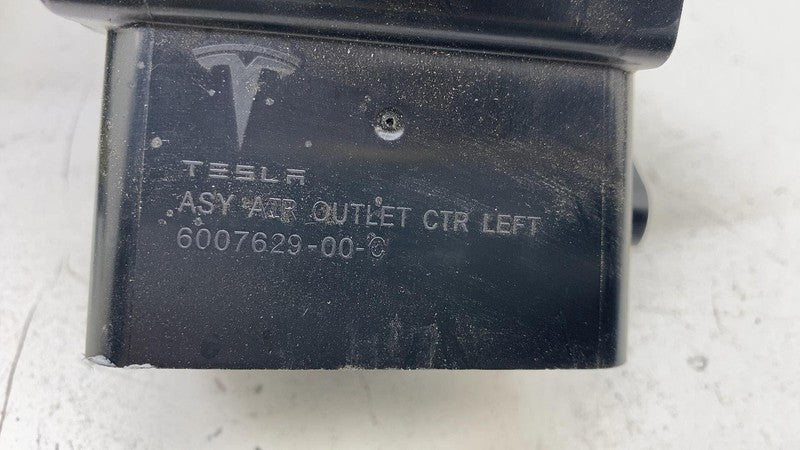 TESLA
ASY AIR OUTLET CTR LEFT
6007629-00-C